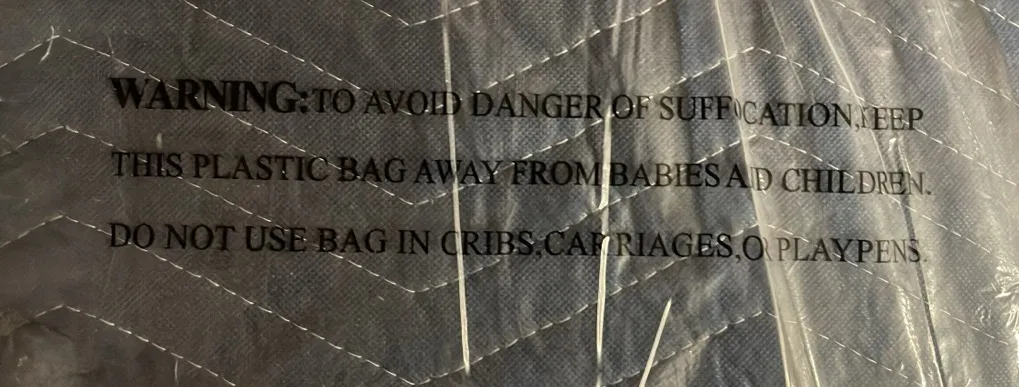 WARNING:TO AVOID DANGER OF SUFFOCATION,KEEP
THIS PLASTIC BAG AWAY FROM BABIES AND CHILDREN.
DO NOT USE BAG IN CRIBS,CARRIAGES,OR PLAYPENS.